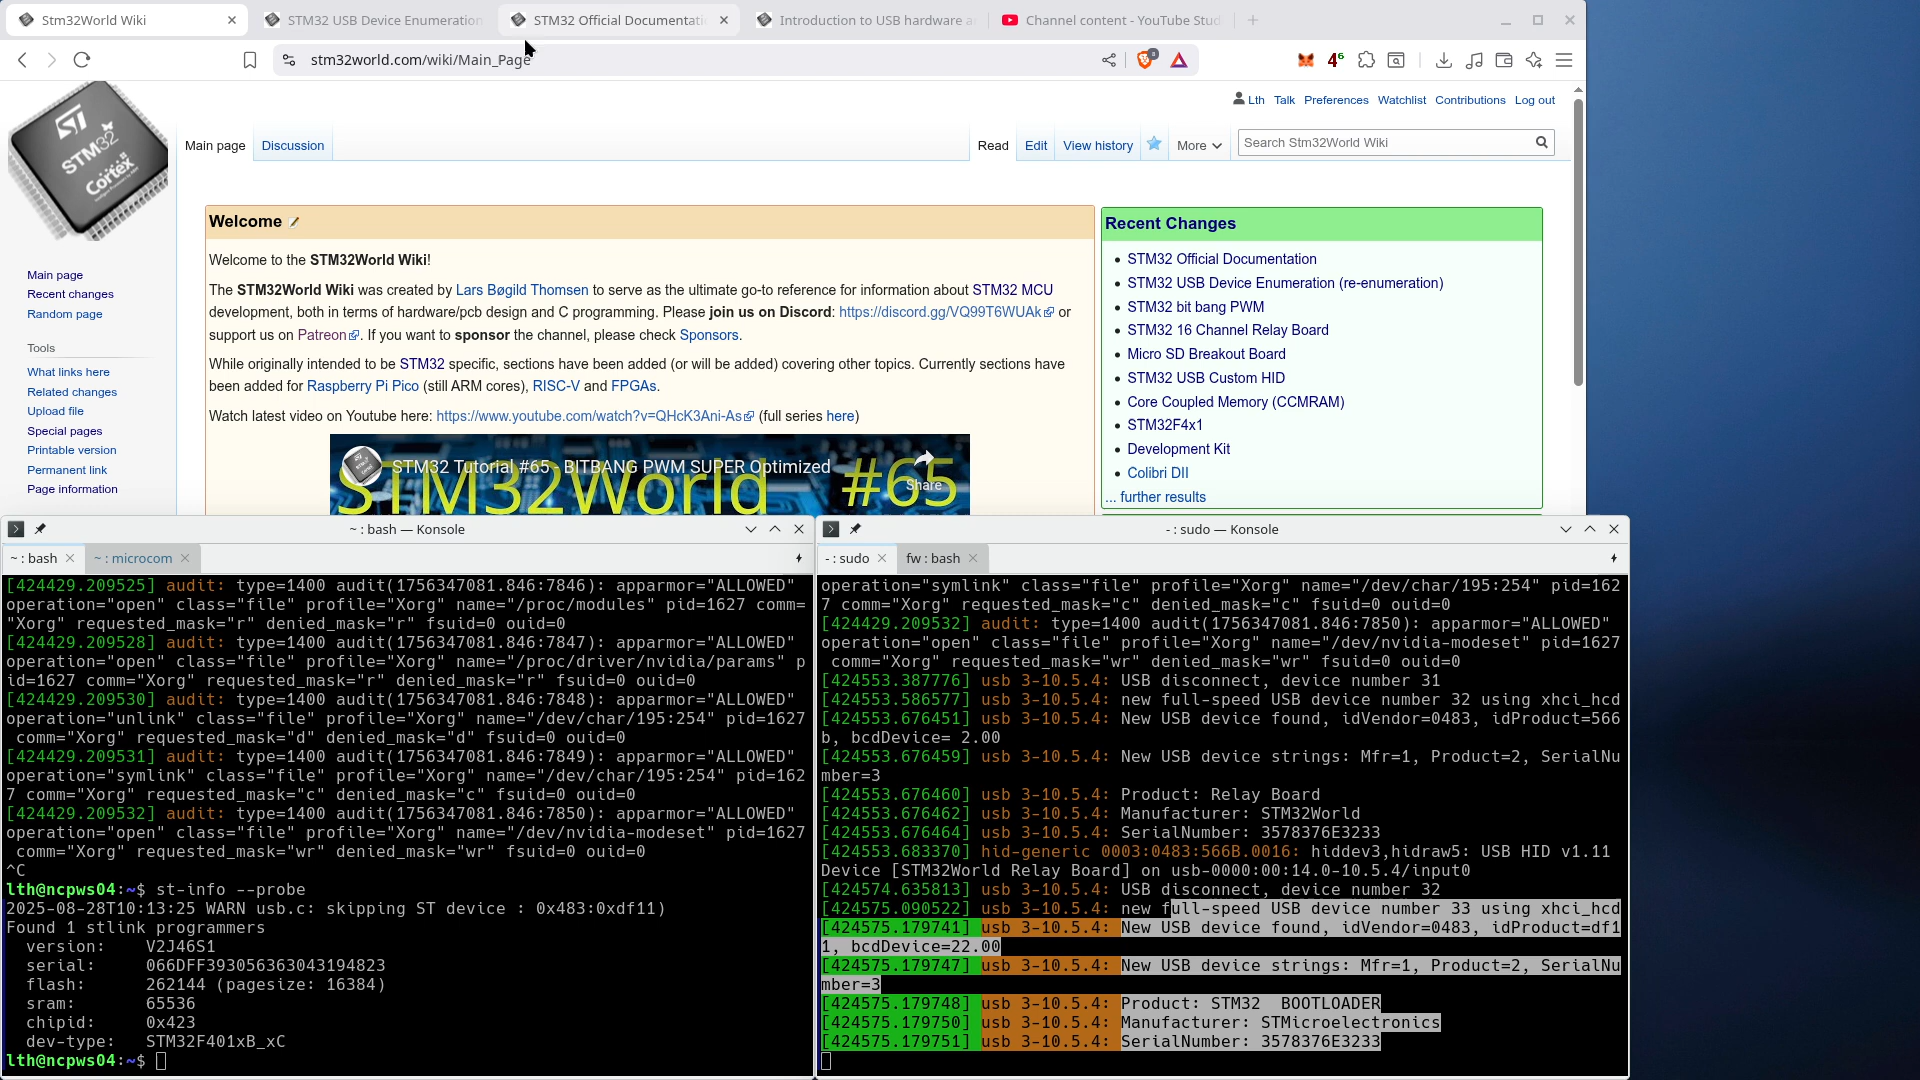 Stm32World Wiki
STM32 USB Device Enumeration
STM32 Official Documentati
Introduction to USB hardware a
Channel content - YouTube Stud
stm32world.com/wiki/Main_Page
8
4⁶
STM32
Cortex
Lth Talk Preferences Watchlist Contributions Log out
Main page
Discussion
Read
Edit
View history
More
Search Stm32World Wiki
Main page
Recent changes
Random page
Tools
What links here
Related changes
Upload file
Special pages
Printable version
Permanent link
Page information
Welcome
Welcome to the STM32World Wiki!
The STM32World Wiki was created by Lars Bøgild Thomsen to serve as the ultimate go-to reference for information about STM32 MCU
development, both in terms of hardware/pcb design and C programming. Please join us on Discord: https://discord.gg/VQ99T6WUAk or
support us on Patreon. If you want to sponsor the channel, please check Sponsors.
While originally intended to be STM32 specific, sections have been added (or will be added) covering other topics. Currently sections have
been added for Raspberry Pi Pico (still ARM cores), RISC-V and FPGAs.
Watch latest video on Youtube here: https://www.youtube.com/watch?v=QHcK3Ani-As (full series here)
STM32 Tutorial #65 - BITBANG PWM SUPER Optimized
Share
STM32World #65
Recent Changes
STM32 Official Documentation
STM32 USB Device Enumeration (re-enumeration)
STM32 bit bang PWM
STM32 16 Channel Relay Board
Micro SD Breakout Board
STM32 USB Custom HID
Core Coupled Memory (CCMRAM)
STM32F4x1
Development Kit
Colibri DII
... further results
~ : bash — Konsole
~ : bash
~ : microcom
[424429.209525] audit: type=1400 audit(1756347081.846:7846): apparmor="ALLOWED"
operation="open" class="file" profile="Xorg" name="/proc/modules" pid=1627 comm=
"Xorg" requested_mask="r" denied_mask="r" fsuid=0 ouid=0
[424429.209528] audit: type=1400 audit(1756347081.846:7847): apparmor="ALLOWED"
operation="open" class="file" profile="Xorg" name="/proc/driver/nvidia/params" p
id=1627 comm="Xorg" requested_mask="r" denied_mask="r" fsuid=0 ouid=0
[424429.209530] audit: type=1400 audit(1756347081.846:7848): apparmor="ALLOWED"
operation="unlink" class="file" profile="Xorg" name="/dev/char/195:254" pid=1627
comm="Xorg" requested_mask="d" denied_mask="d" fsuid=0 ouid=0
[424429.209531] audit: type=1400 audit(1756347081.846:7849): apparmor="ALLOWED"
operation="symlink" class="file" profile="Xorg" name="/dev/char/195:254" pid=162
7 comm="Xorg" requested_mask="c" denied_mask="c" fsuid=0 ouid=0
[424429.209532] audit: type=1400 audit(1756347081.846:7850): apparmor="ALLOWED"
operation="open" class="file" profile="Xorg" name="/dev/nvidia-modeset" pid=1627
comm="Xorg" requested_mask="wr" denied_mask="wr" fsuid=0 ouid=0
^C
lth@ncpws04:~$ st-info --probe
2025-08-28T10:13:25 WARN usb.c: skipping ST device : 0x483:0xdf11)
Found 1 stlink programmers
version: V2J46S1
serial: 066DFF393056363043194823
flash: 262144 (pagesize: 16384)
sram: 65536
chipid: 0x423
dev-type: STM32F401xB_xC
lth@ncpws04:~$
- : sudo — Konsole
- : sudo
fw : bash
operation="symlink" class="file" profile="Xorg" name="/dev/char/195:254" pid=162
7 comm="Xorg" requested_mask="c" denied_mask="c" fsuid=0 ouid=0
[424429.209532] audit: type=1400 audit(1756347081.846:7850): apparmor="ALLOWED"
operation="open" class="file" profile="Xorg" name="/dev/nvidia-modeset" pid=1627
comm="Xorg" requested_mask="wr" denied_mask="wr" fsuid=0 ouid=0
[424553.387776] usb 3-10.5.4: USB disconnect, device number 31
[424553.586577] usb 3-10.5.4: new full-speed USB device number 32 using xhci_hcd
[424553.676451] usb 3-10.5.4: New USB device found, idVendor=0483, idProduct=566
b, bcdDevice= 2.00
[424553.676459] usb 3-10.5.4: New USB device strings: Mfr=1, Product=2, SerialNu
mber=3
[424553.676460] usb 3-10.5.4: Product: Relay Board
[424553.676462] usb 3-10.5.4: Manufacturer: STM32World
[424553.676464] usb 3-10.5.4: SerialNumber: 3578376E3233
[424553.683370] hid-generic 0003:0483:566B.0016: hiddev3,hidraw5: USB HID v1.11
Device [STM32World Relay Board] on usb-0000:00:14.0-10.5.4/input0
[424574.635813] usb 3-10.5.4: USB disconnect, device number 32
[424575.090522] usb 3-10.5.4: new full-speed USB device number 33 using xhci_hcd
[424575.179741] usb 3-10.5.4: New USB device found, idVendor=0483, idProduct=df1
1, bcdDevice=22.00
[424575.179747] usb 3-10.5.4: New USB device strings: Mfr=1, Product=2, SerialNu
mber=3
[424575.179748] usb 3-10.5.4: Product: STM32  BOOTLOADER
[424575.179750] usb 3-10.5.4: Manufacturer: STMicroelectronics
[424575.179751] usb 3-10.5.4: SerialNumber: 3578376E3233